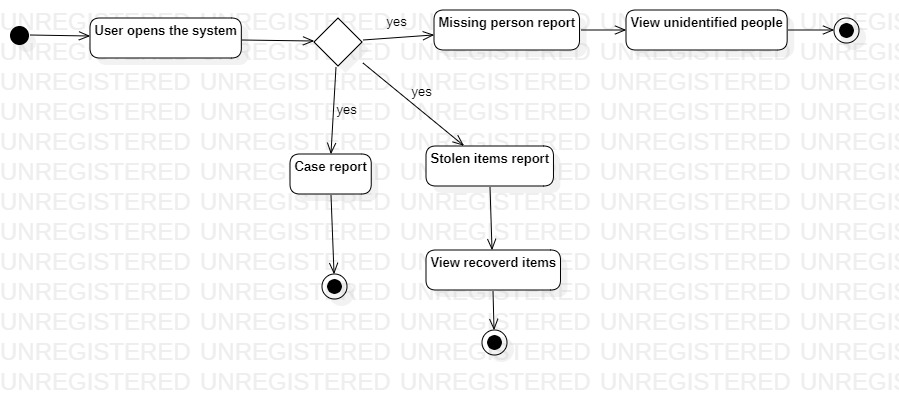 User opens the system
yes
Missing person report
View unidentified people
yes
yes
Case report
Stolen items report
View recoverd items
UNREGISTERED UNREGISTERED UNREGISTERED UNREGISTERED UNREGISTERED